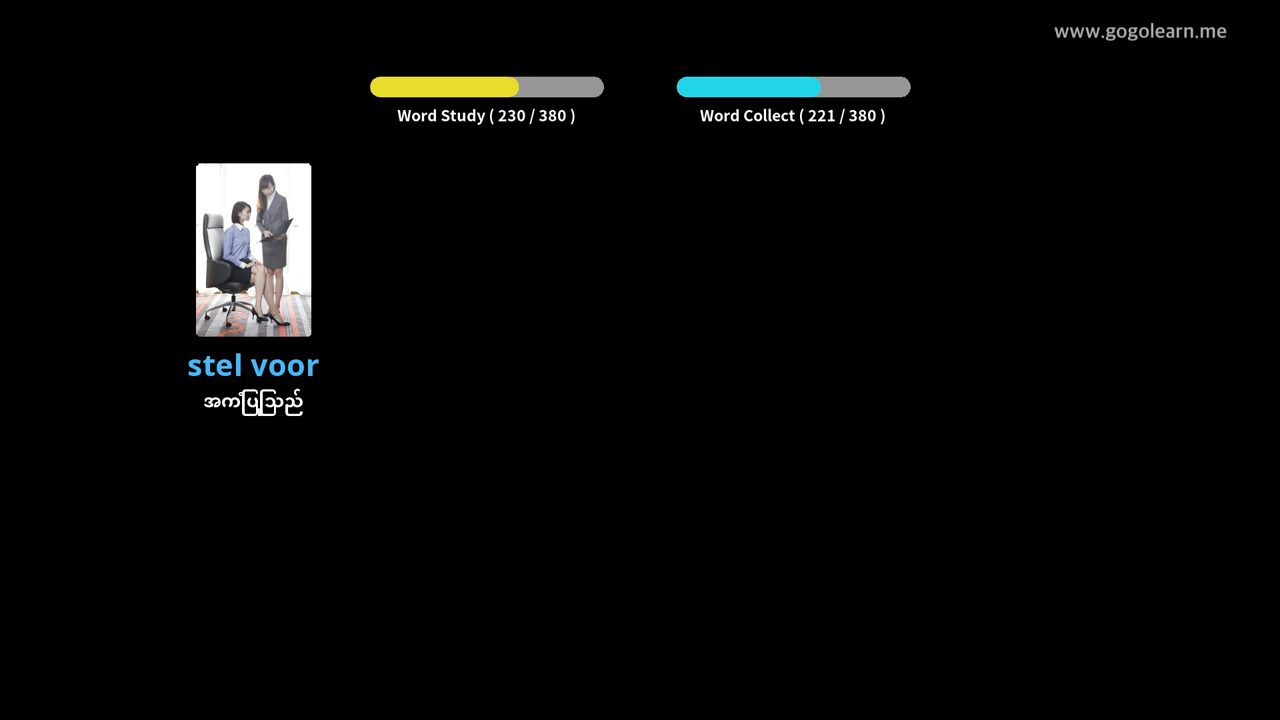 www.gogolearn.me
Word Study ( 230 / 380 )
Word Collect ( 221 / 380 )
stel voor
အကံပြုသြည်